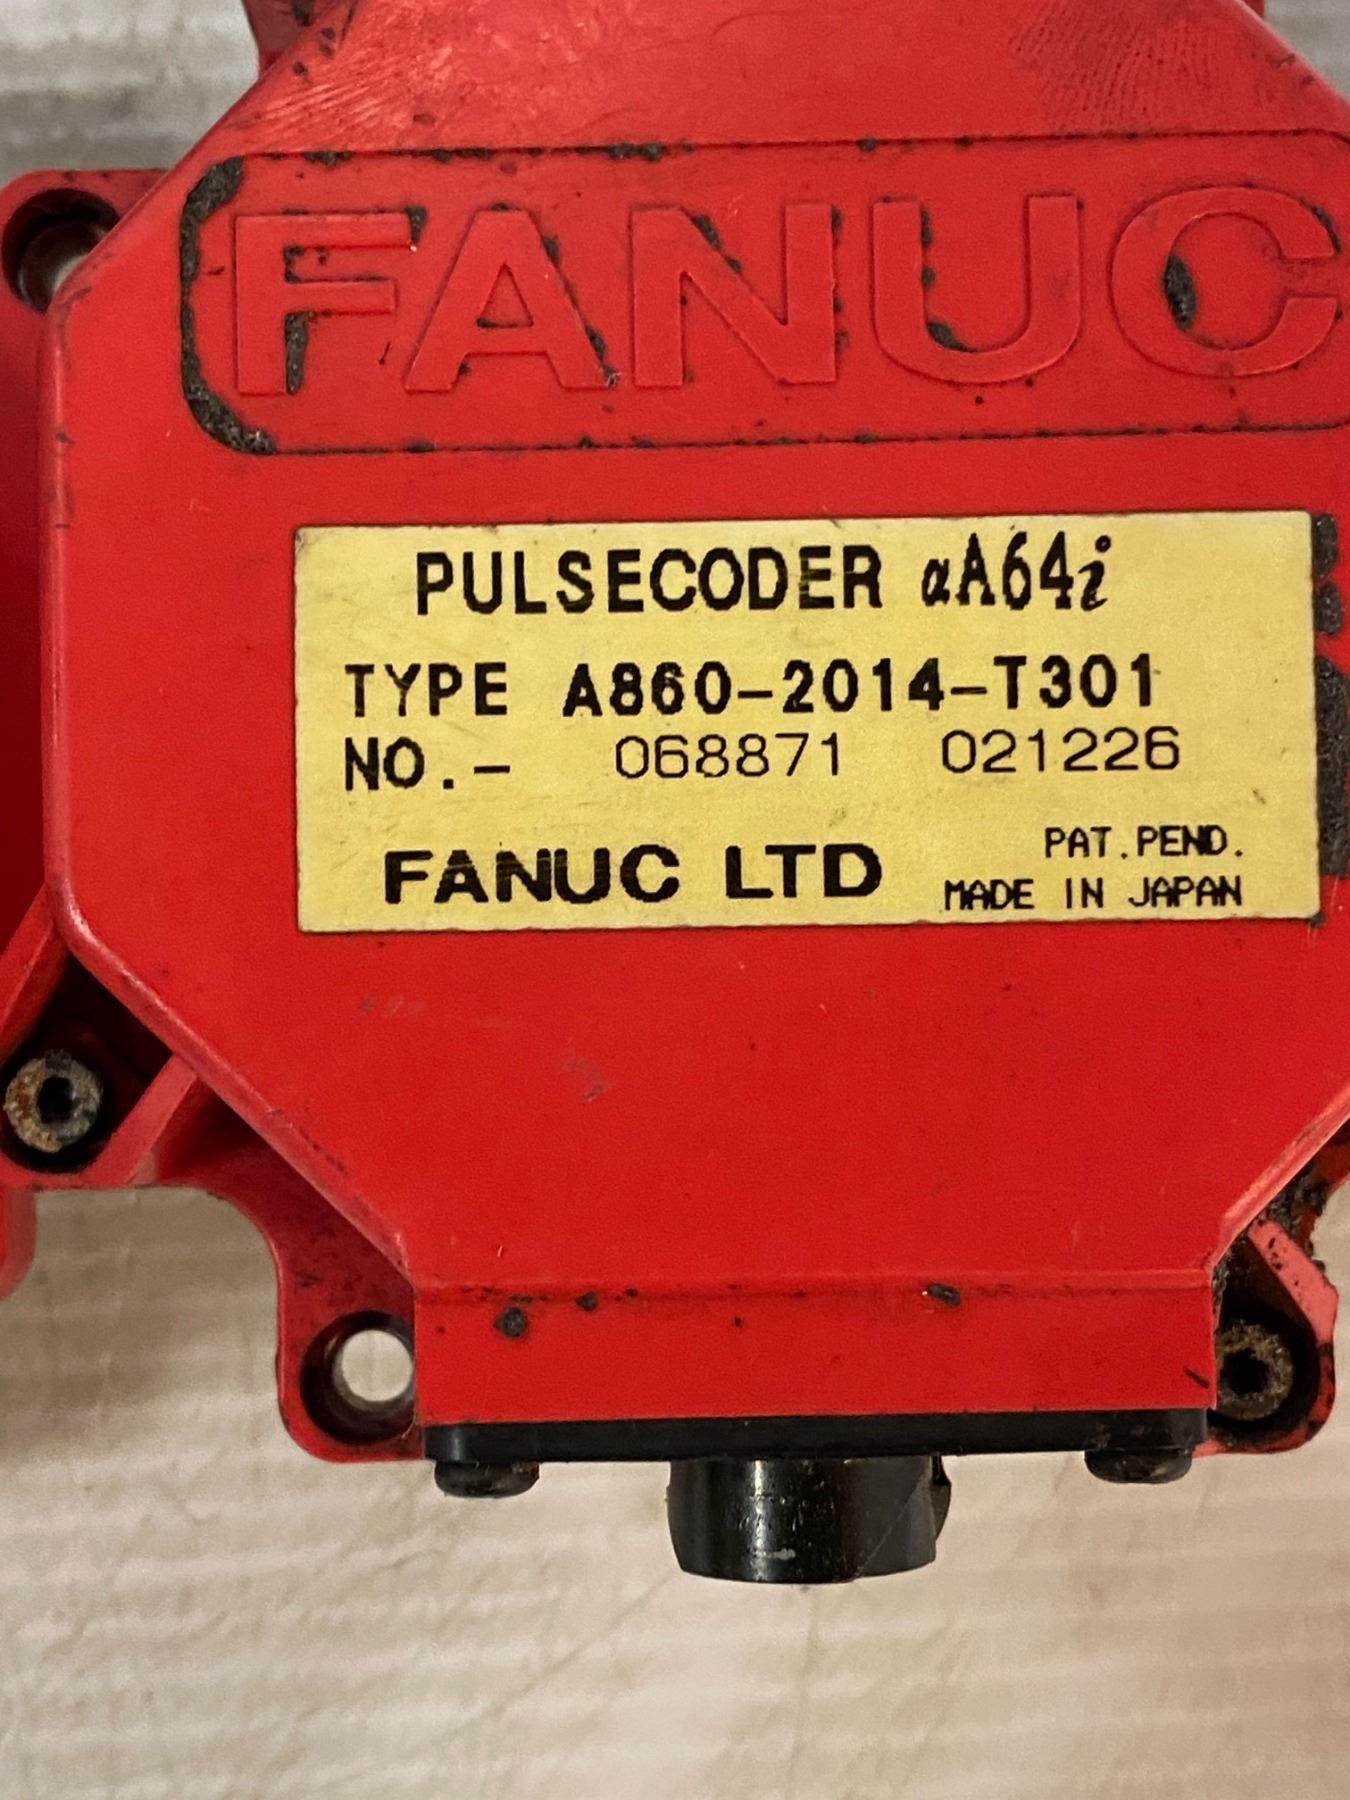 FANUC
PULSECODER αA64i
TYPE A860-2014-T301
NO.- 068871 021226
FANUC LTD
PAT.PEND.
MADE IN JAPAN